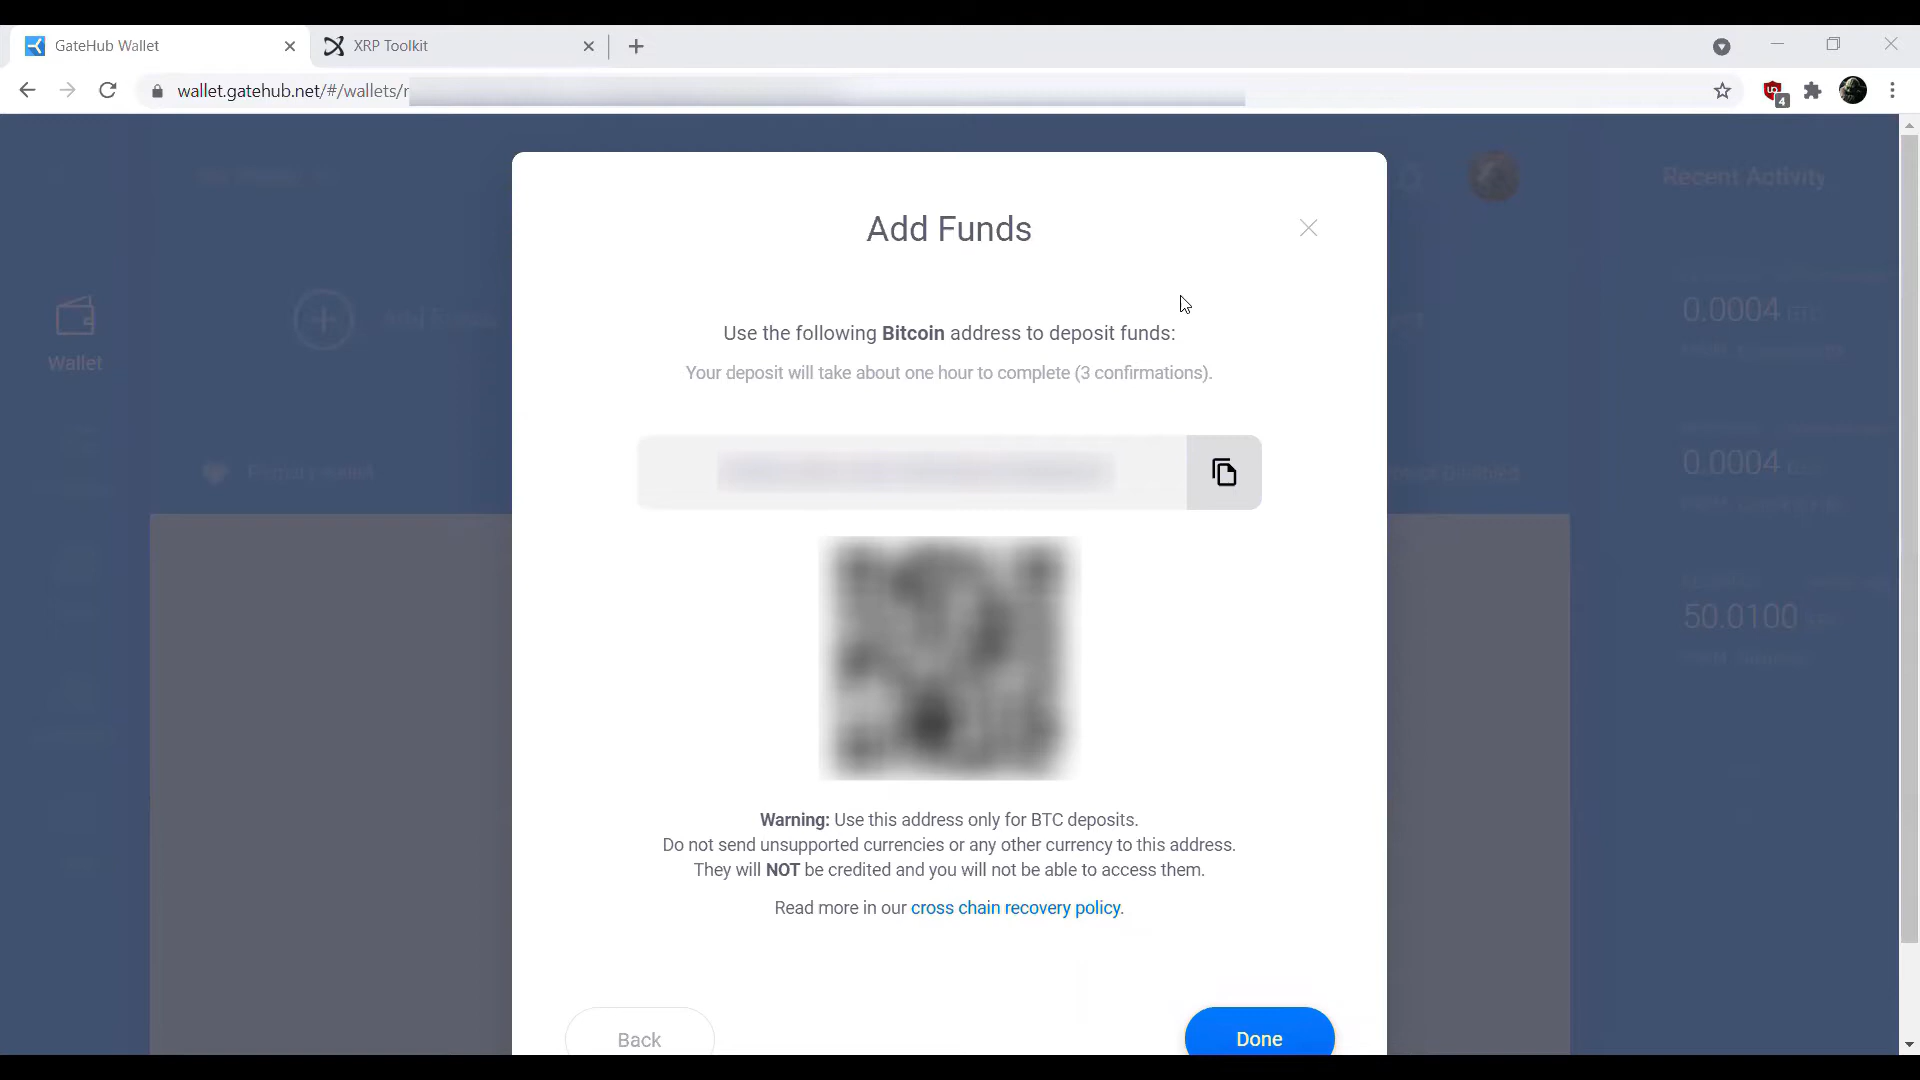 GateHub Wallet
XRP Toolkit
wallet.gatehub.net/#/wallets/r
4
Recent Activity
Add Funds
Use the following Bitcoin address to deposit funds:
Your deposit will take about one hour to complete (3 confirmations).
Wallet
0.0004
0.0004
50.0100
Primary wallet
Warning: Use this address only for BTC deposits.
Do not send unsupported currencies or any other currency to this address.
They will NOT be credited and you will not be able to access them.
Read more in our cross chain recovery policy.
Back
Done